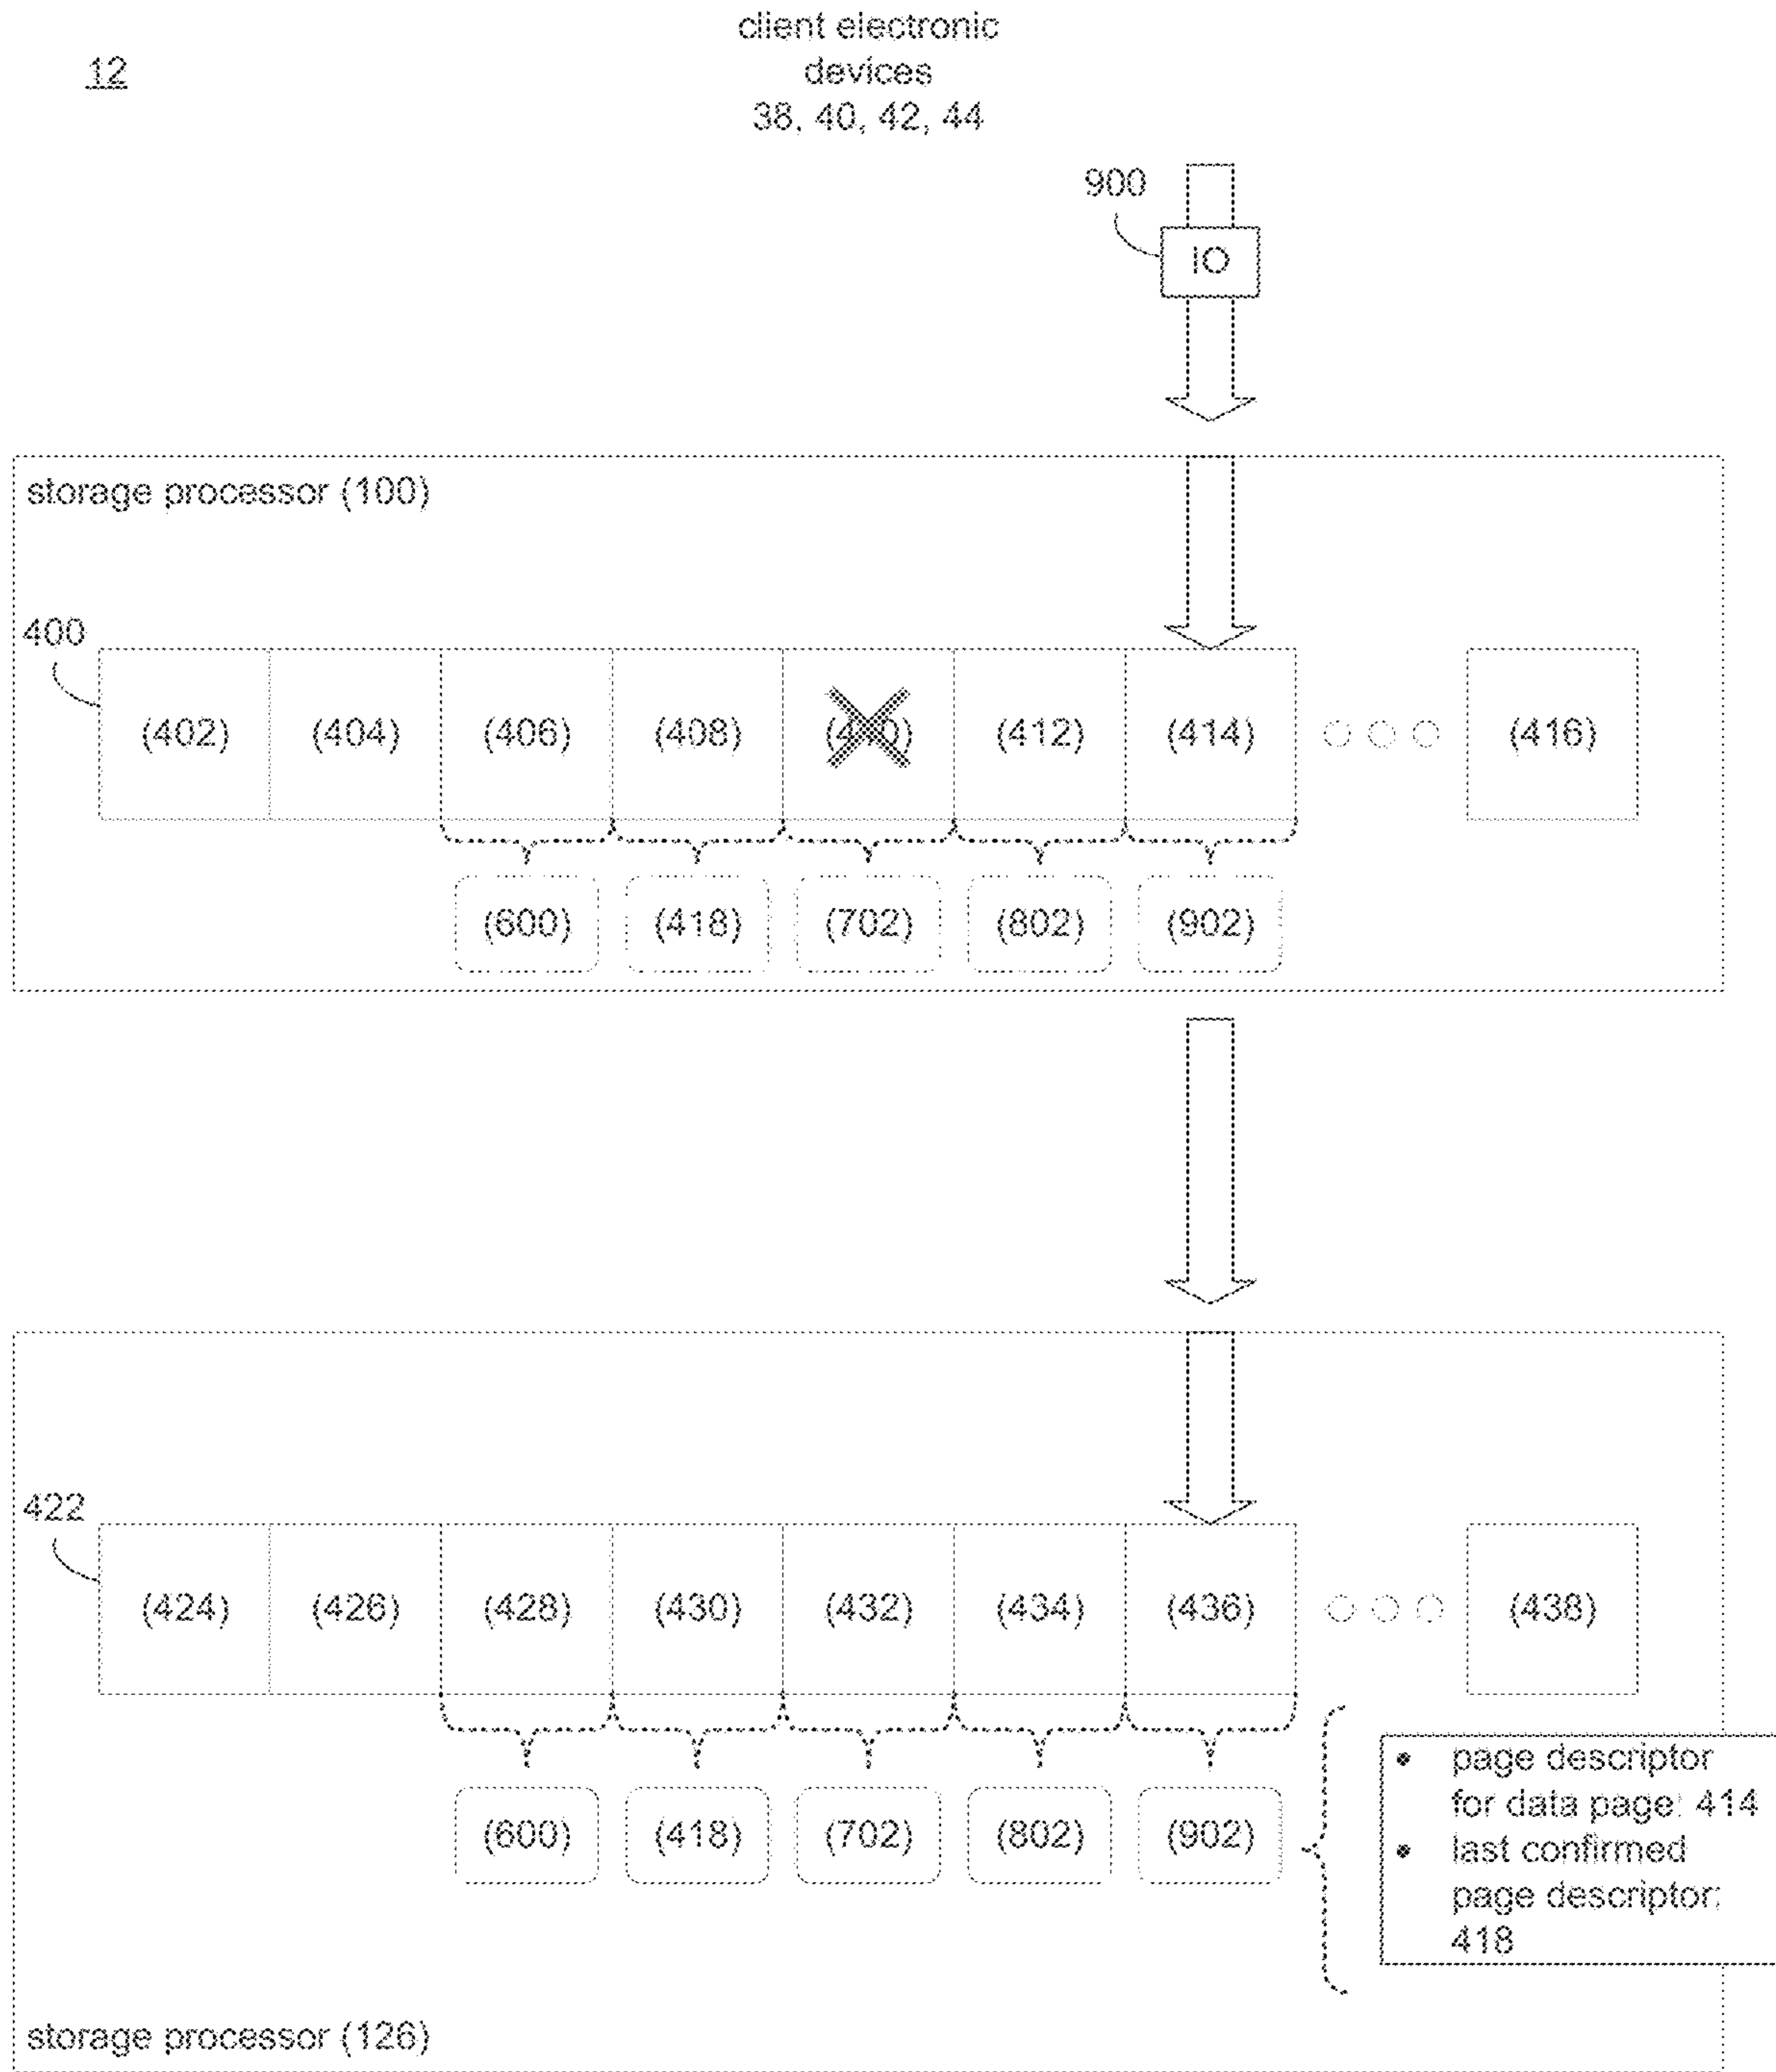 12
client electronic
devices
38, 40, 42, 44
900
IO
storage processor (100)
400
(402) (404) (406) (408) (412) (414) (416)
(600) (418) (702) (802) (902)
422
(424) (426) (428) (430) (432) (434) (436) (438)
(600) (418) (702) (802) (902)
• page descriptor
for data page: 414
• last confirmed
page descriptor:
418
storage processor (126)